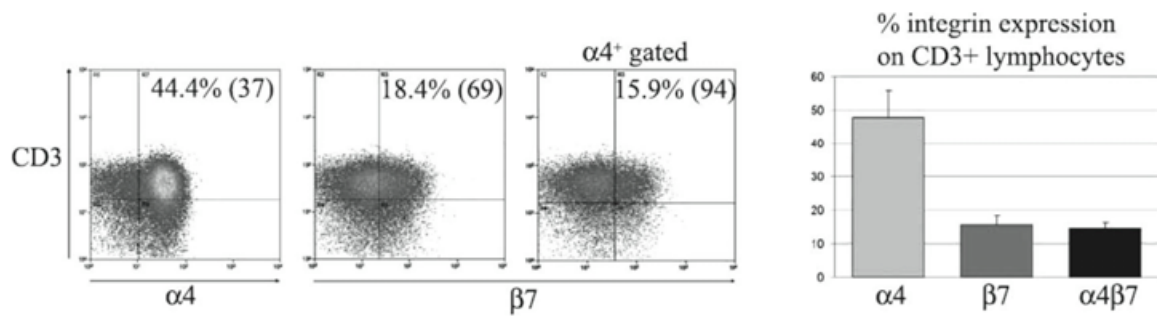 α4⁺ gated
44.4% (37)
18.4% (69)
15.9% (94)
CD3
α4
β7
% integrin expression
on CD3+ lymphocytes
60
50
40
30
20
10
0
α4
β7
α4β7